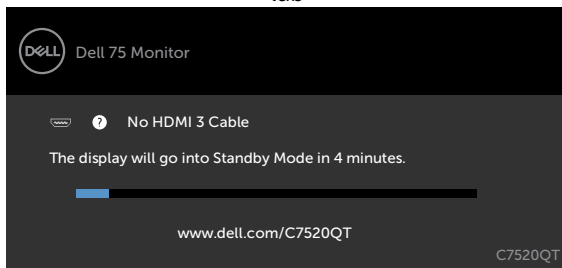 DELL
Dell 75 Monitor
? No HDMI 3 Cable
The display will go into Standby Mode in 4 minutes.
www.dell.com/C7520QT
C7520QT